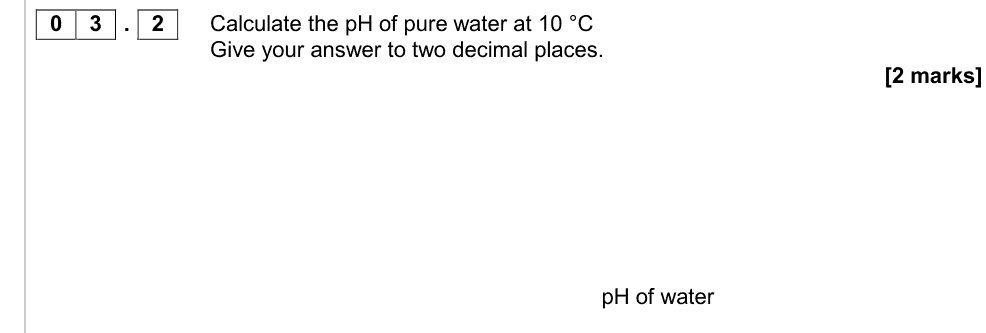 0 3 . 2 Calculate the pH of pure water at 10 °C
Give your answer to two decimal places.
[2 marks]
pH of water